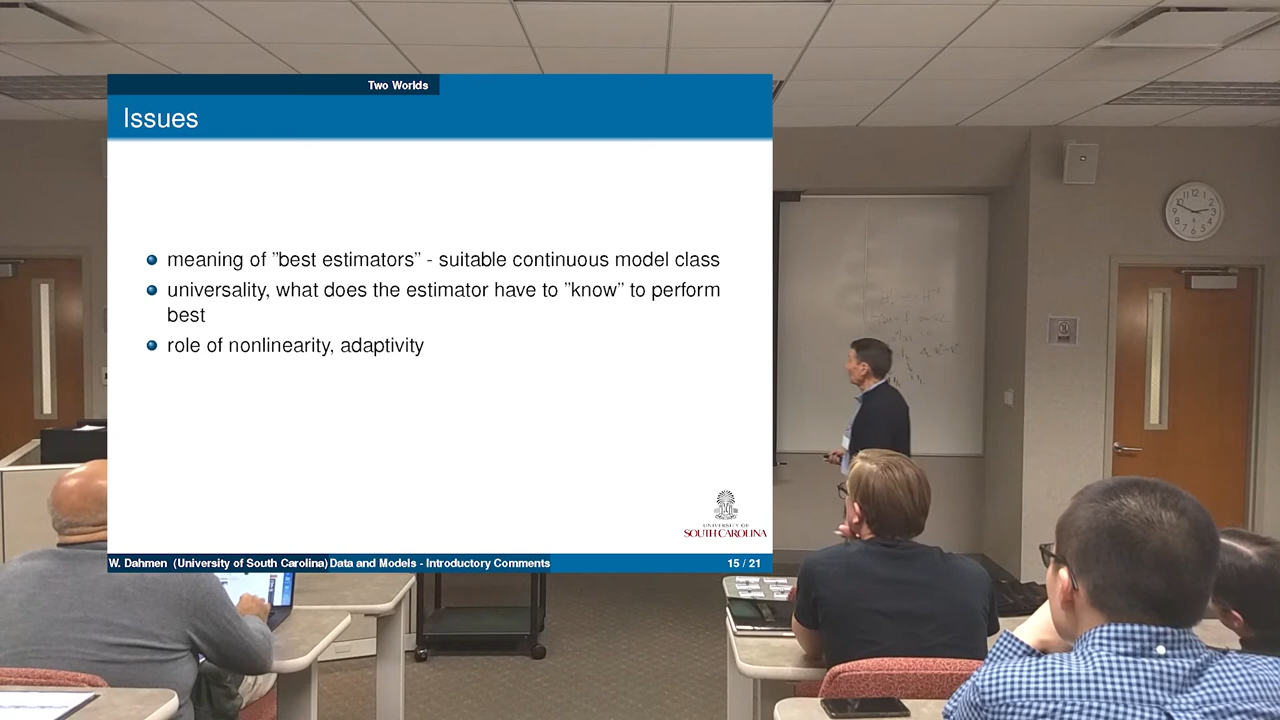 Two Worlds
Issues
meaning of ”best estimators” - suitable continuous model class
universality, what does the estimator have to ”know” to perform
best
role of nonlinearity, adaptivity
UNIVERSITY OF
SOUTH CAROLINA
W. Dahmen (University of South Carolina) Data and Models - Introductory Comments
15 / 21